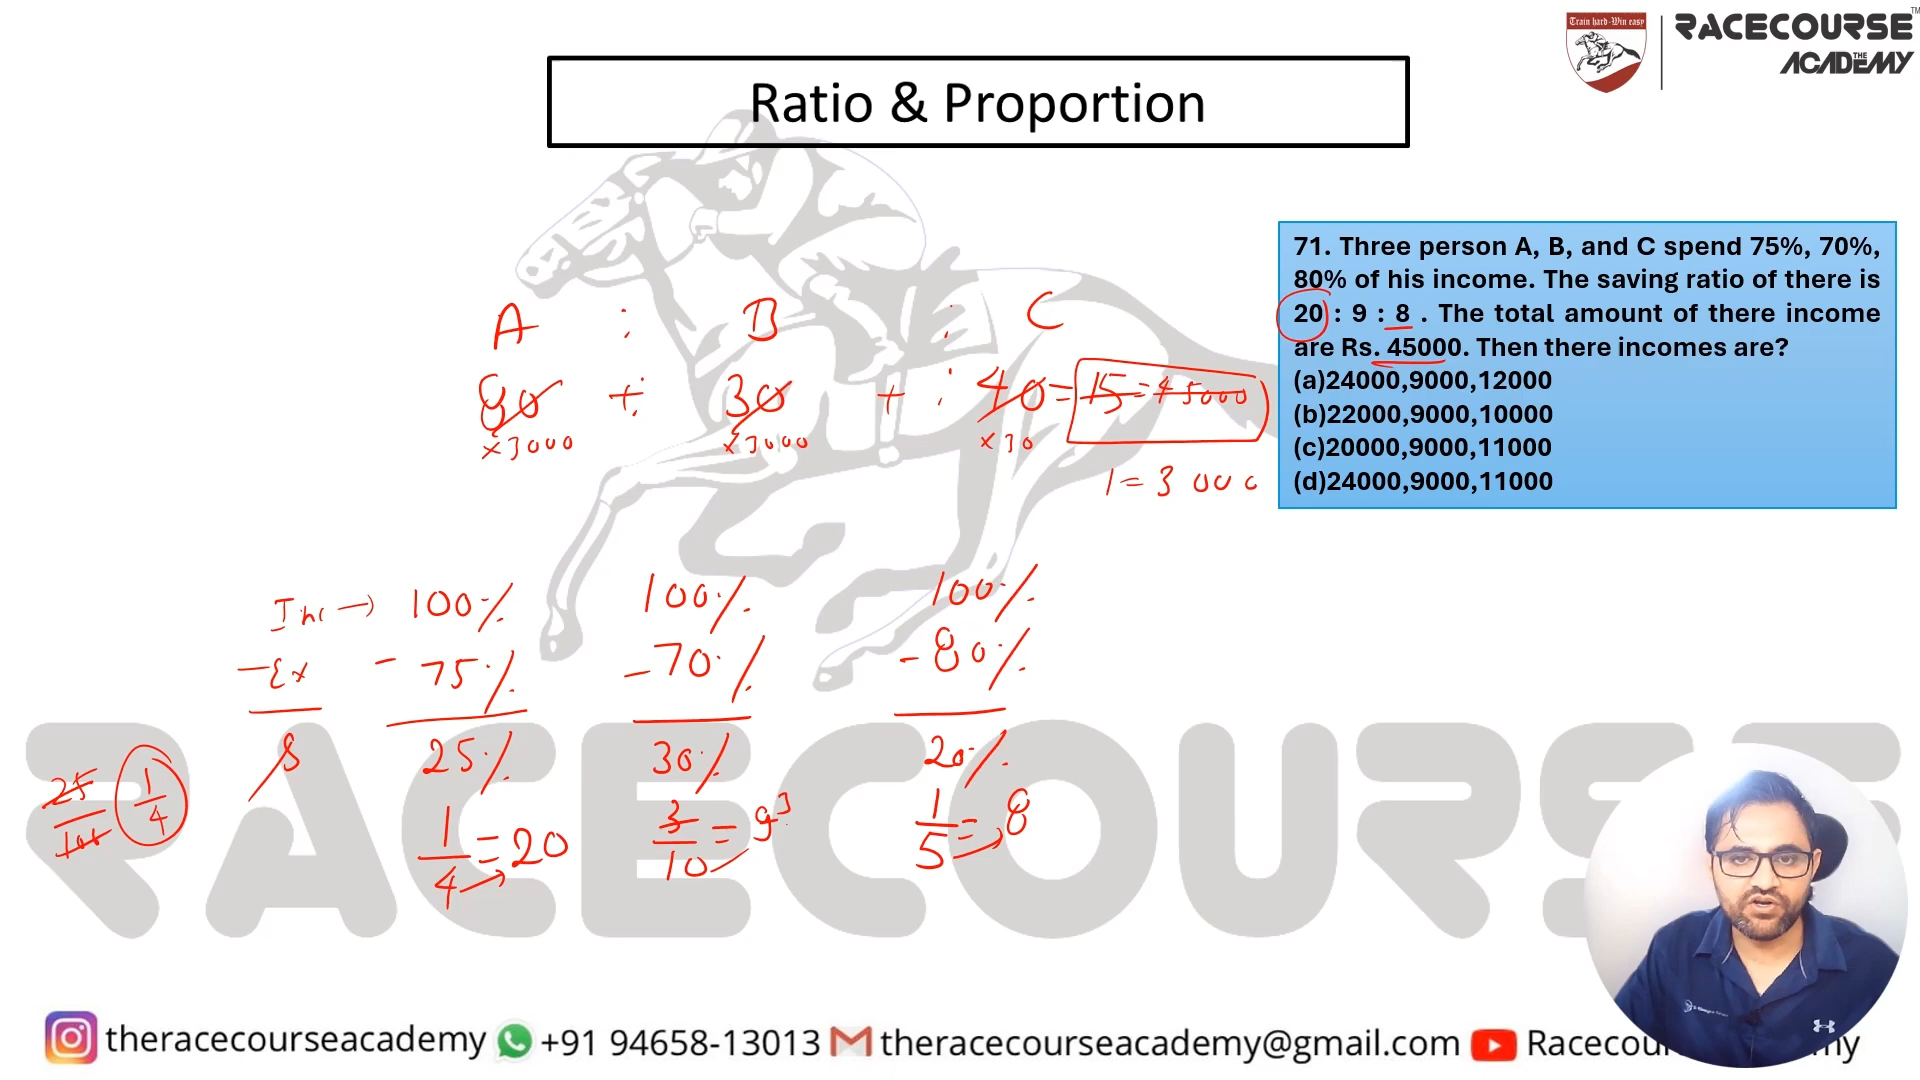 Train hard-Win easy
RACECOURSE
THE
ACADEMY
TM
Ratio & Proportion
71. Three person A, B, and C spend 75%, 70%,
80% of his income. The saving ratio of there is
20 : 9 : 8 . The total amount of there income
are Rs. 45000. Then there incomes are?
(a)24000,9000,12000
(b)22000,9000,10000
(c)20000,9000,11000
(d)24000,9000,11000
A : B : C
80 + : 30 + : 40 = 15 = 45000
×3000 ×3000 ×30
1 = 3000
Inc → 100% 100% 100%
-Ex - 75% -70% -80%
S 25% 30% 20%
25/100 1/4
1/4 = 20 3/10 = 9 3 1/5 = 8
RACECOURSE
theracecourseacademy +91 94658-13013 theracecourseacademy@gmail.com